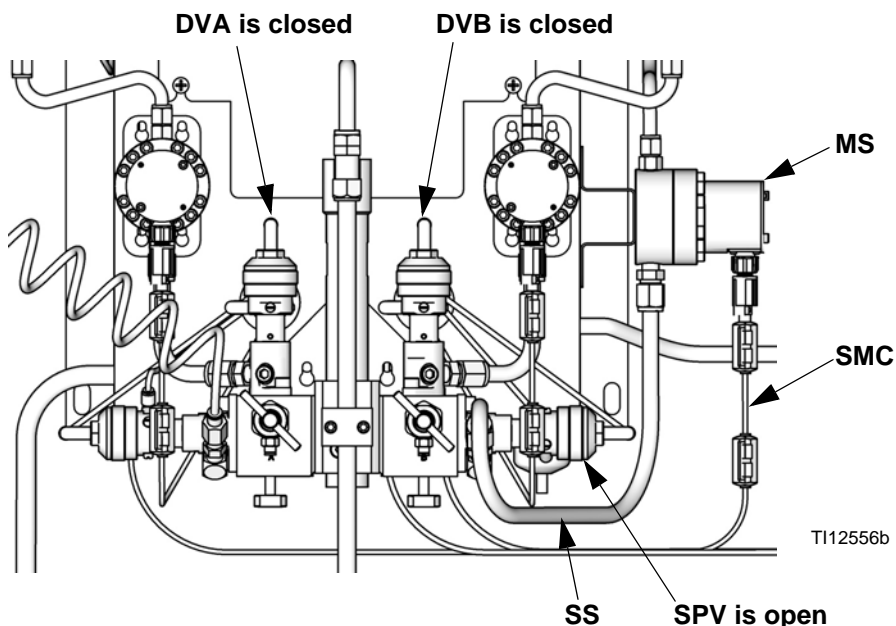 DVA is closed
DVB is closed
MS
SMC
TI12556b
SS
SPV is open